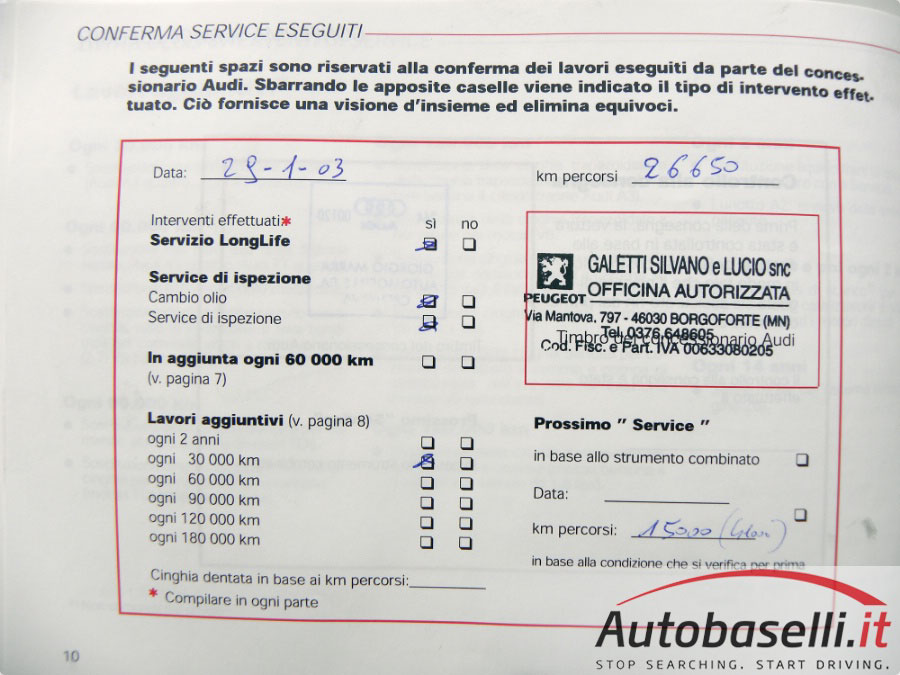 CONFERMA SERVICE ESEGUITI
I seguenti spazi sono riservati alla conferma dei lavori eseguiti da parte del conces-
sionario Audi. Sbarrando le apposite caselle viene indicato il tipo di intervento effet-
tuato. Ciò fornisce una visione d'insieme ed elimina equivoci.
Data: 29-1-03
km percorsi 26650
Interventi effettuati* si no
Servizio LongLife
Service di ispezione
Cambio olio
Service di ispezione
In aggiunta ogni 60 000 km
(v. pagina 7)
Lavori aggiuntivi (v. pagina 8)
ogni 2 anni
ogni 30 000 km
ogni 60 000 km
ogni 90 000 km
ogni 120 000 km
ogni 180 000 km
Cinghia dentata in base ai km percorsi:
* Compilare in ogni parte
GALETTI SILVANO e LUCIO snc
OFFICINA AUTORIZZATA
PEUGEOT
Via Mantova, 797 - 46030 BORGOFORTE (MN)
Tel. 0376 648605
Timbro del concessionario Audi
Cod. Fisc. e Part. IVA 00633080205
Prossimo " Service "
in base allo strumento combinato
Data:
km percorsi: 15000
in base alla condizione che si verifica per prima
10
Autobaselli.it
STOP SEARCHING. START DRIVING.